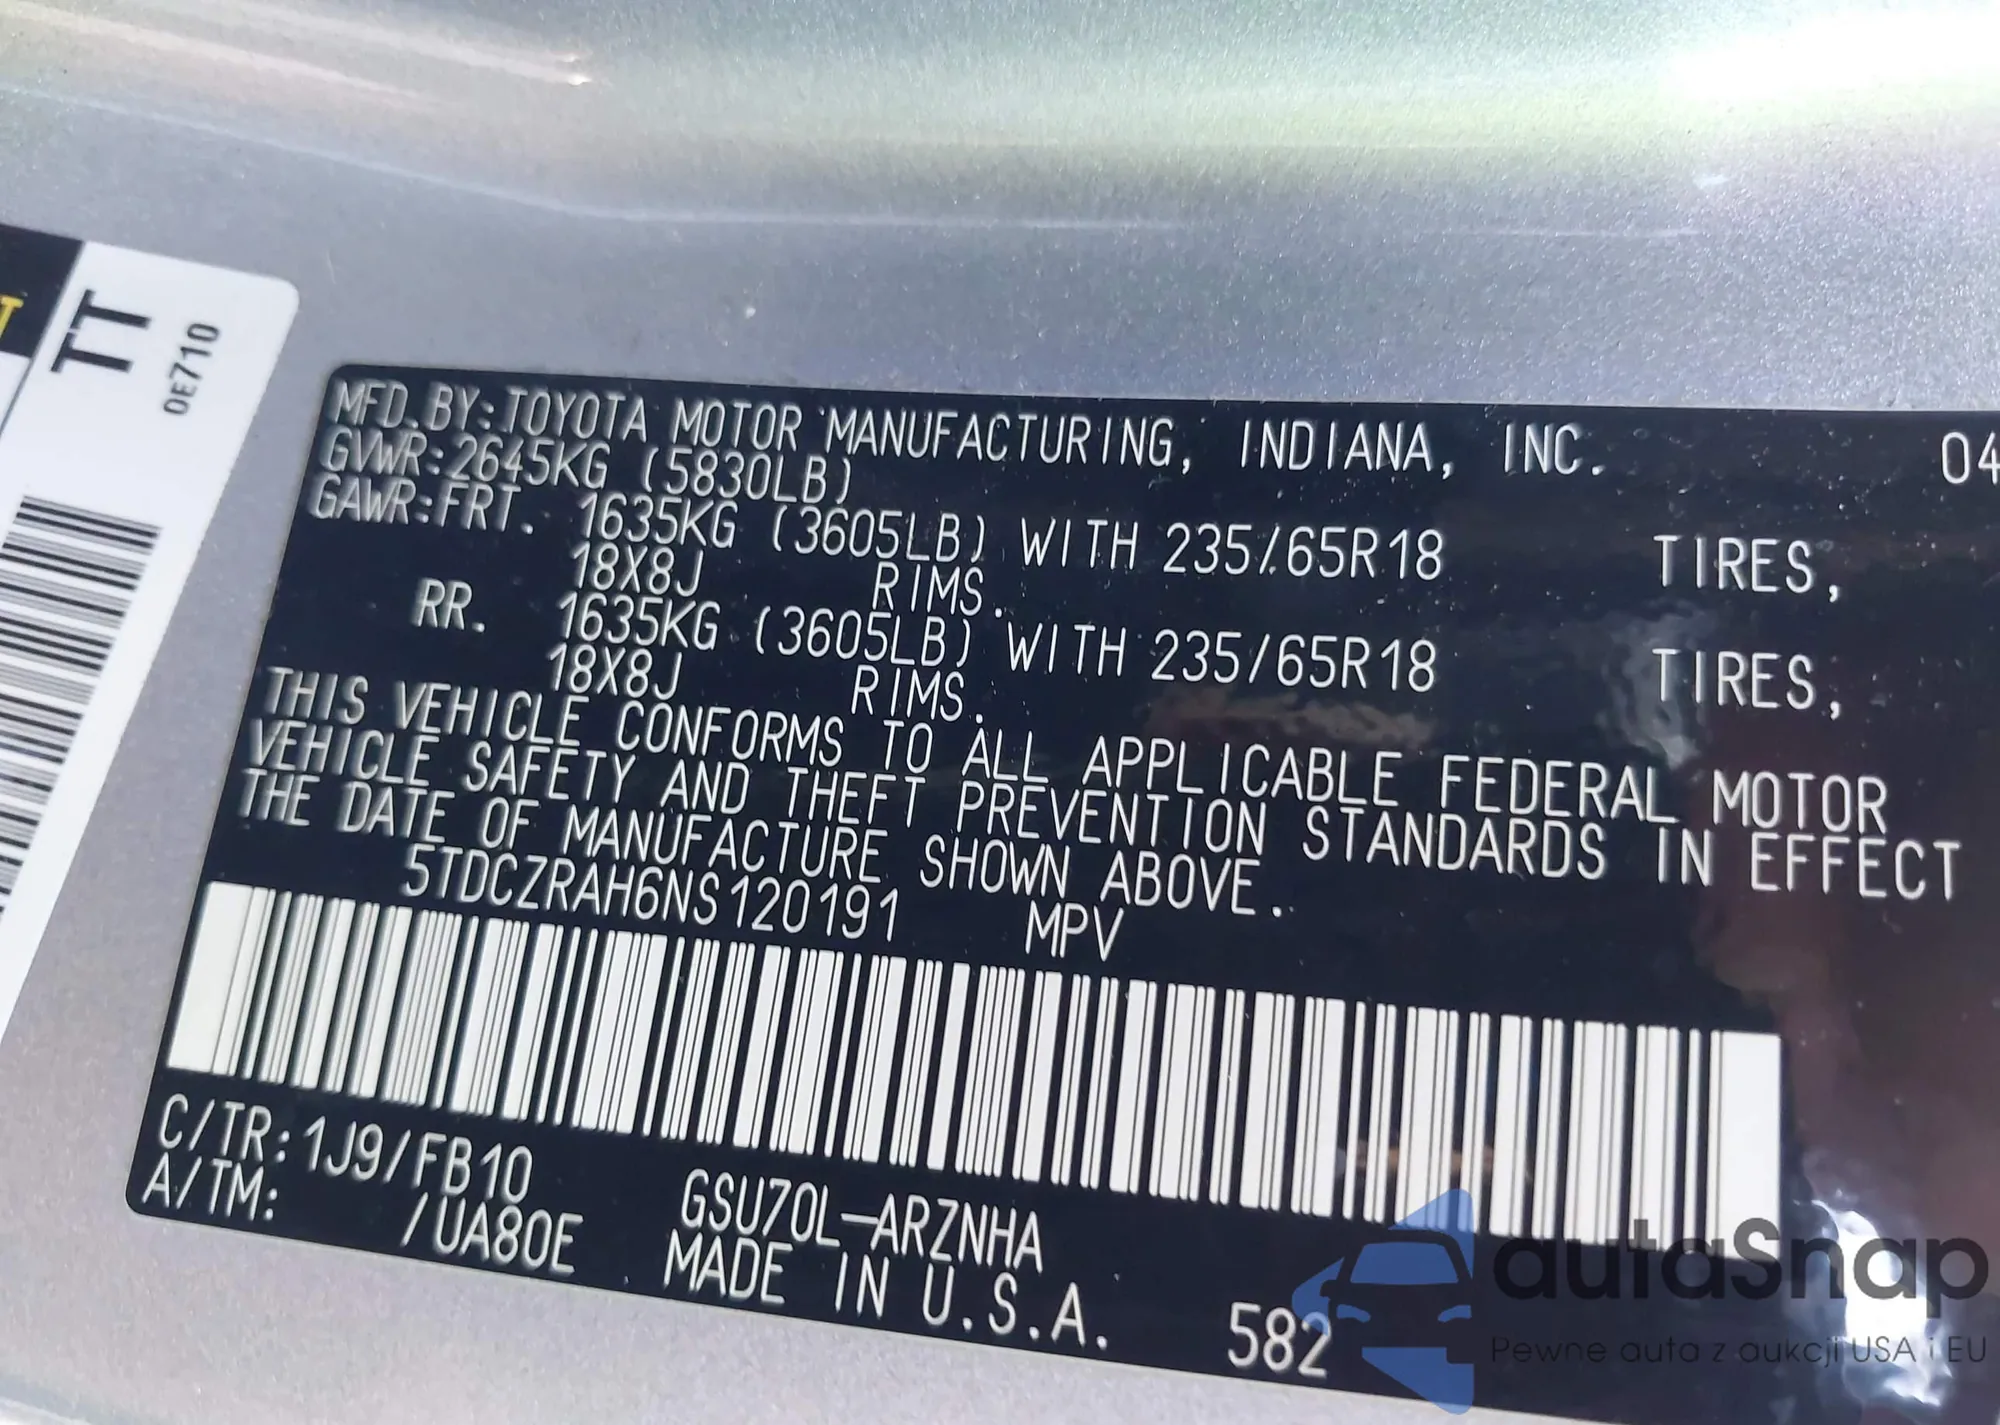 TT
OE710
MFD.BY:TOYOTA MOTOR MANUFACTURING, INDIANA, INC. 04
GVWR:2645KG (5830LB)
GAWR:FRT. 1635KG (3605LB) WITH 235/65R18 TIRES,
18X8J RIMS.
RR. 1635KG (3605LB) WITH 235/65R18 TIRES,
18X8J RIMS.
THIS VEHICLE CONFORMS TO ALL APPLICABLE FEDERAL MOTOR
VEHICLE SAFETY AND THEFT PREVENTION STANDARDS IN EFFECT
THE DATE OF MANUFACTURE SHOWN ABOVE.
5TDCZRAH6NS120191 MPV
C/TR:1J9/FB10
A/TM: /UA80E
GSU70L-ARZNHA
MADE IN U.S.A.
582
autaSnap
Pewne auta z aukcji USA i EU